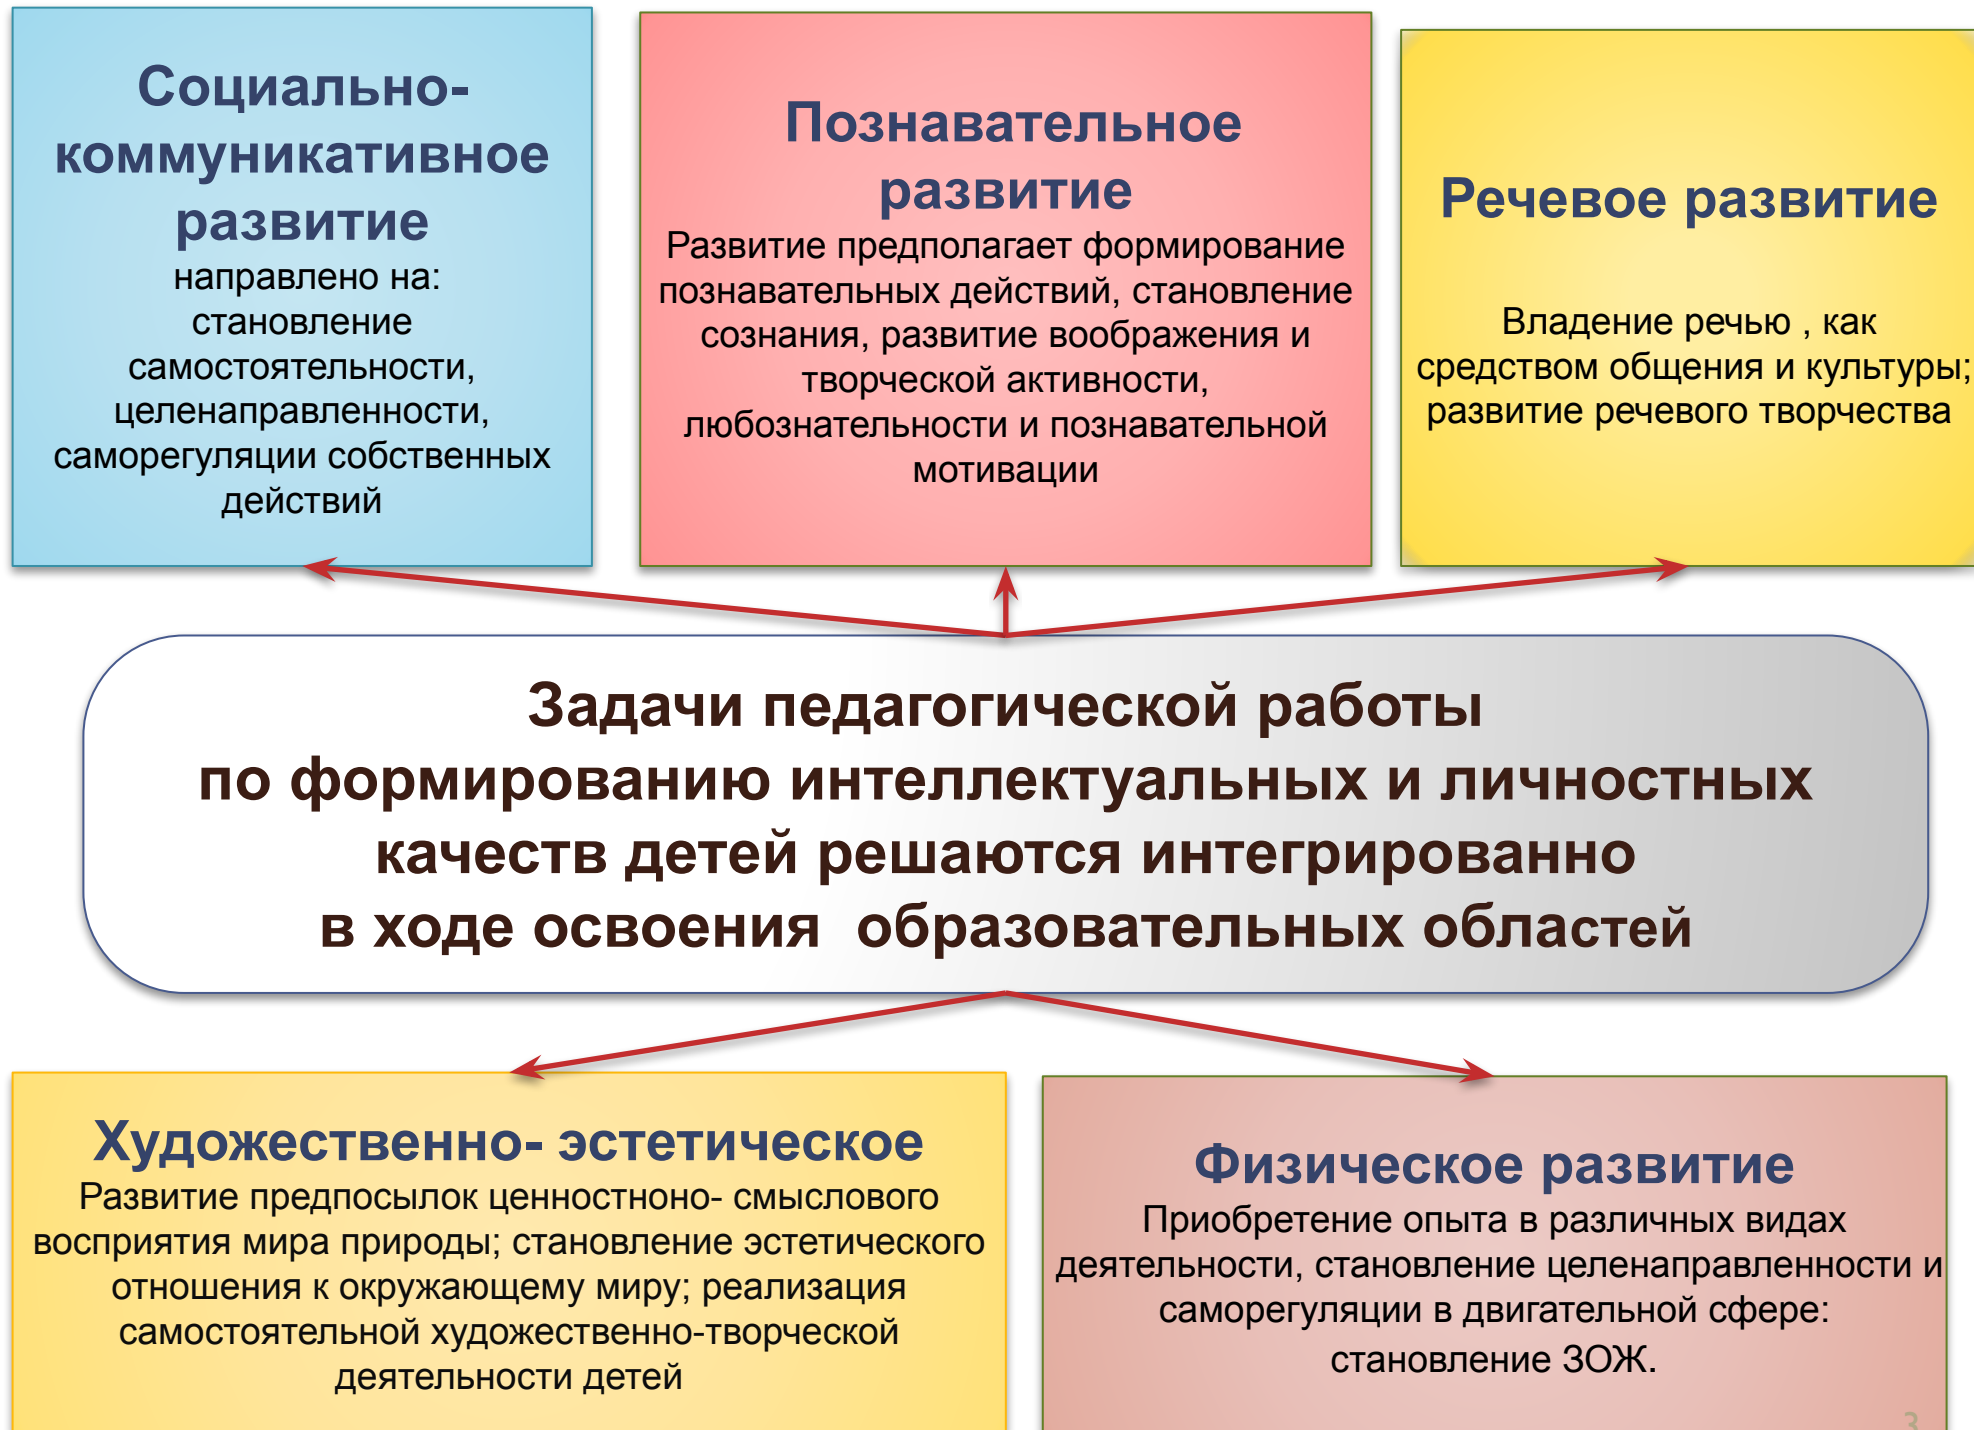 Социально-
коммуникативное
развитие
направлено на:
становление
самостоятельности,
целенаправленности,
саморегуляции собственных
действий
Познавательное
развитие
Развитие предполагает формирование
познавательных действий, становление
сознания, развитие воображения и
творческой активности,
любознательности и познавательной
мотивации
Речевое развитие
Владение речью , как
средством общения и культуры;
развитие речевого творчества
Задачи педагогической работы
по формированию интеллектуальных и личностных
качеств детей решаются интегрированно
в ходе освоения  образовательных областей
Художественно- эстетическое
Развитие предпосылок ценностноно- смыслового
восприятия мира природы; становление эстетического
отношения к окружающему миру; реализация
самостоятельной художественно-творческой
деятельности детей
Физическое развитие
Приобретение опыта в различных видах
деятельности, становление целенаправленности и
саморегуляции в двигательной сфере:
становление ЗОЖ.
3